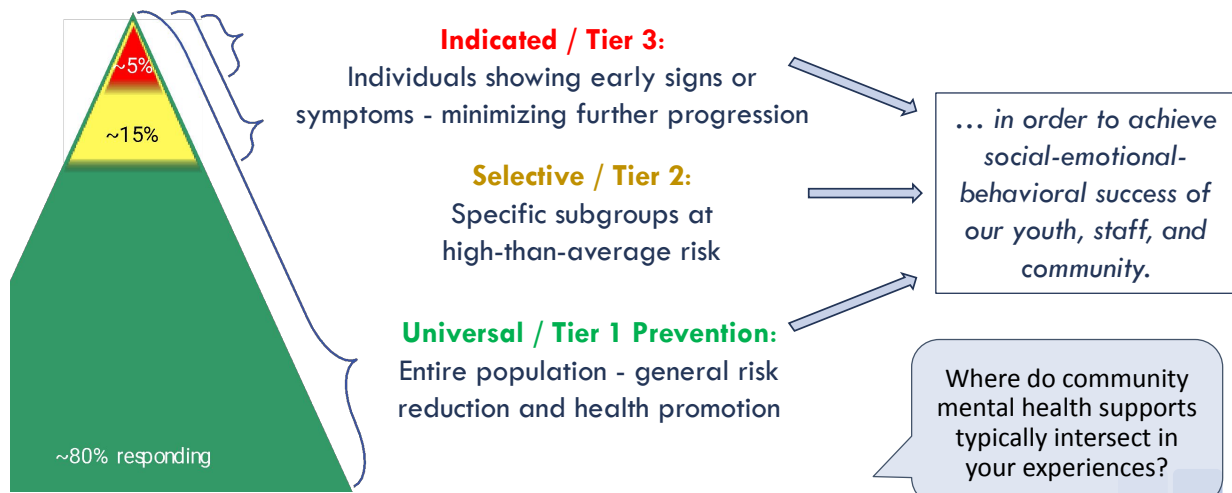 ~5%
~15%
~80% responding
Indicated / Tier 3:
Individuals showing early signs or
symptoms - minimizing further progression
Selective / Tier 2:
Specific subgroups at
high-than-average risk
Universal / Tier 1 Prevention:
Entire population - general risk
reduction and health promotion
... in order to achieve
social-emotional-
behavioral success of
our youth, staff, and
community.
Where do community
mental health supports
typically intersect in
your experiences?